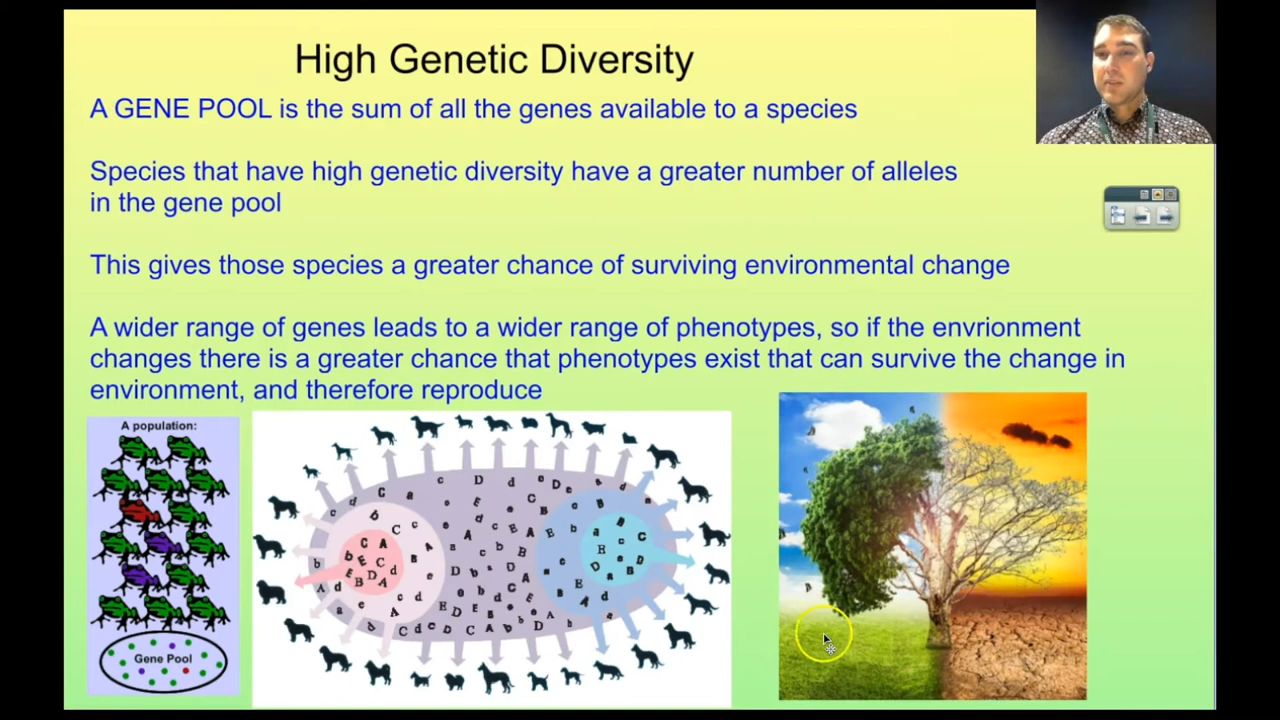 High Genetic Diversity
A GENE POOL is the sum of all the genes available to a species
Species that have high genetic diversity have a greater number of alleles
in the gene pool
This gives those species a greater chance of surviving environmental change
A wider range of genes leads to a wider range of phenotypes, so if the envrionment
changes there is a greater chance that phenotypes exist that can survive the change in
environment, and therefore reproduce
A population:
Gene Pool